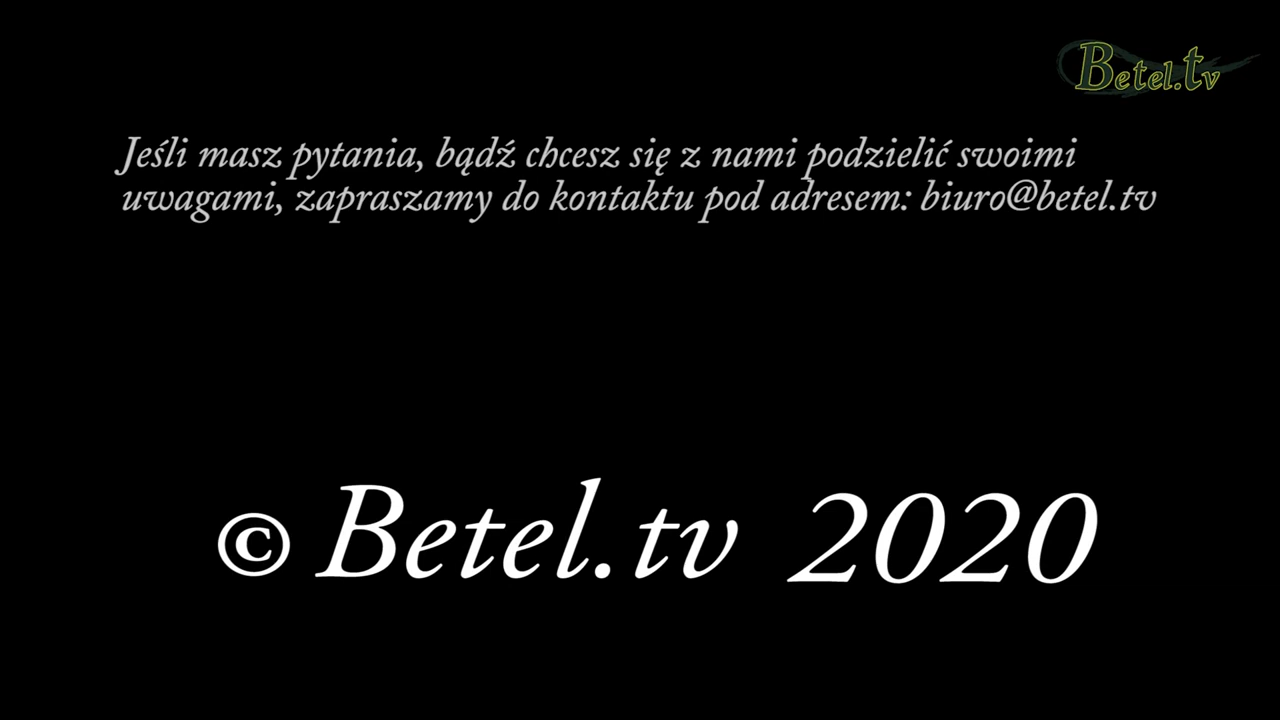 Betel.tv
Jeśli masz pytania, bądź chcesz się z nami podzielić swoimi
uwagami, zapraszamy do kontaktu pod adresem: biuro@betel.tv
© Betel.tv 2020